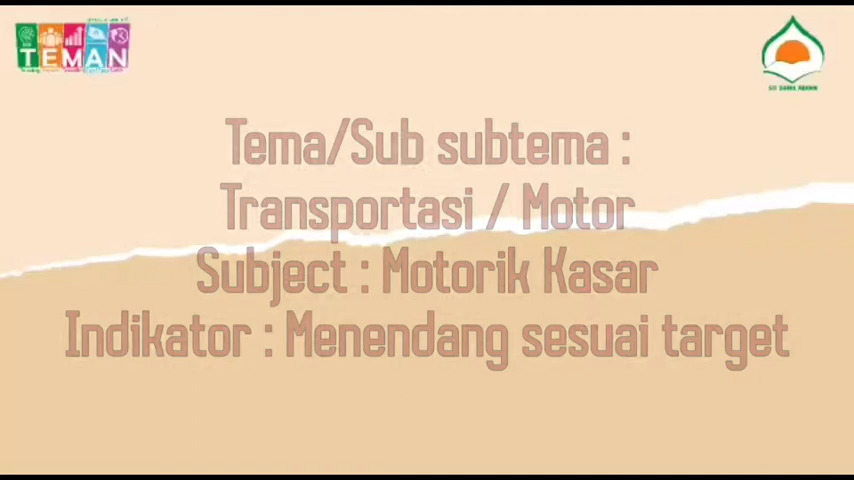 TEMAN
Tema/Sub subtema :
Transportasi / Motor
Subject : Motorik Kasar
Indikator : Menendang sesuai target